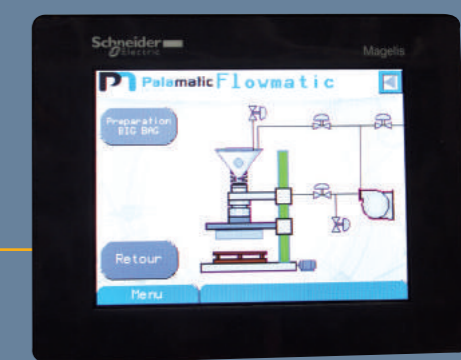 Schneider
Electric
Magelis
Palamatic Flowmatic
Preparation
BIG BAG
Retour
Menu